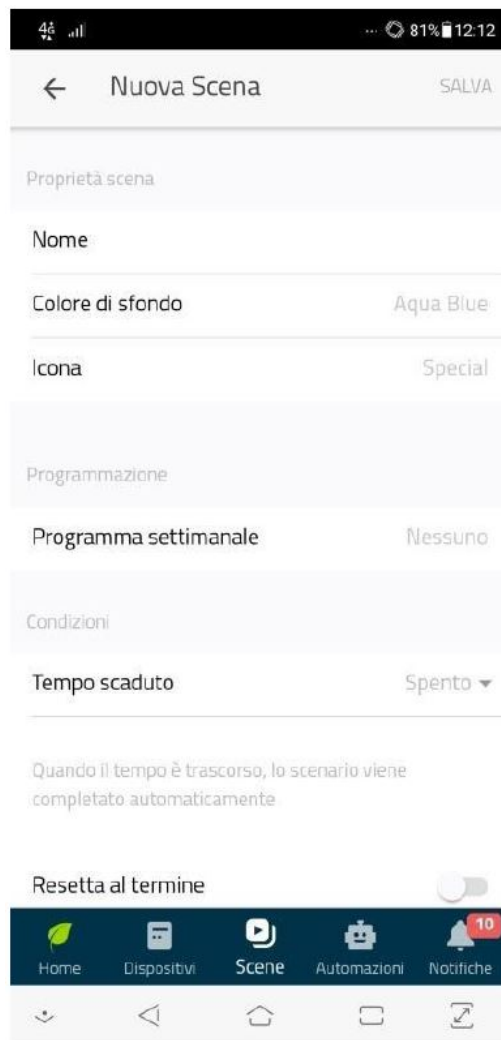 4G ... 81% 12:12
Nuova Scena SALVA
Proprietà scena
Nome
Colore di sfondo Aqua Blue
Icona Special
Programmazione
Programma settimanale Nessuno
Condizioni
Tempo scaduto Spento
Quando il tempo è trascorso, lo scenario viene
completato automaticamente
Resetta al termine
10
Home Dispositivi Scene Automazioni Notifiche